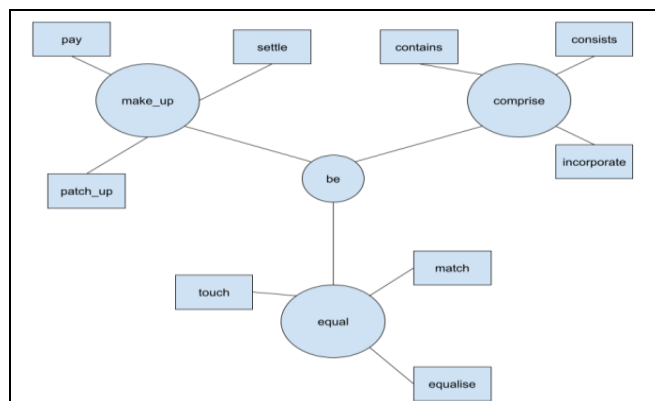 pay
settle
contains
consists
make_up
comprise
incorporate
patch_up
be
match
touch
equal
equalise